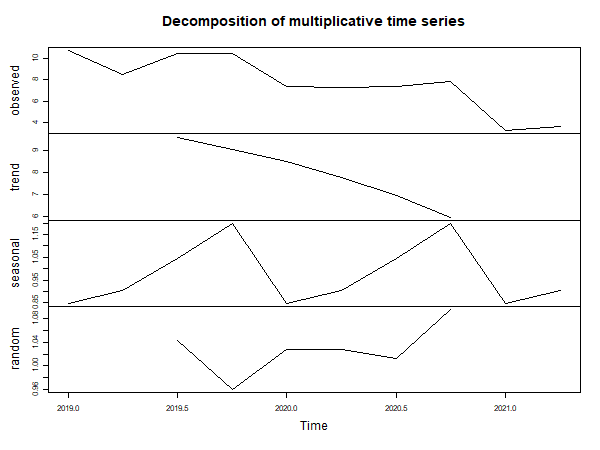 Decomposition of multiplicative time series
observed
4 6 8 10
trend
6 7 8 9
seasonal
0.85 0.95 1.05 1.15
random
0.96 1.00 1.04 1.08
2019.0 2019.5 2020.0 2020.5 2021.0
Time